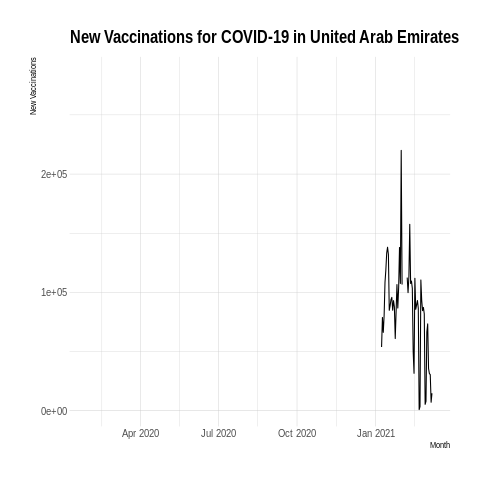 New Vaccinations for COVID-19 in United Arab Emirates
New Vaccinations
2e+05
1e+05
0e+00
Apr 2020 Jul 2020 Oct 2020 Jan 2021
Month